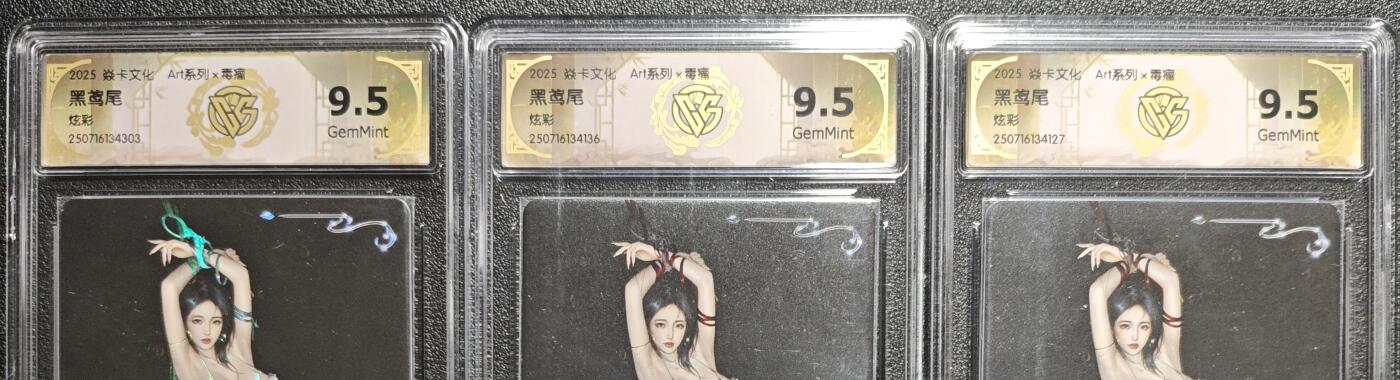 2025 焱卡文化 Art系列×毒瘤
黑鸢尾
炫彩
250716134303
9.5
GemMint
2025 焱卡文化 Art系列×毒瘤
黑鸢尾
炫彩
250716134136
9.5
GemMint
2025 焱卡文化 Art系列×毒瘤
黑鸢尾
炫彩
250716134127
9.5
GemMint